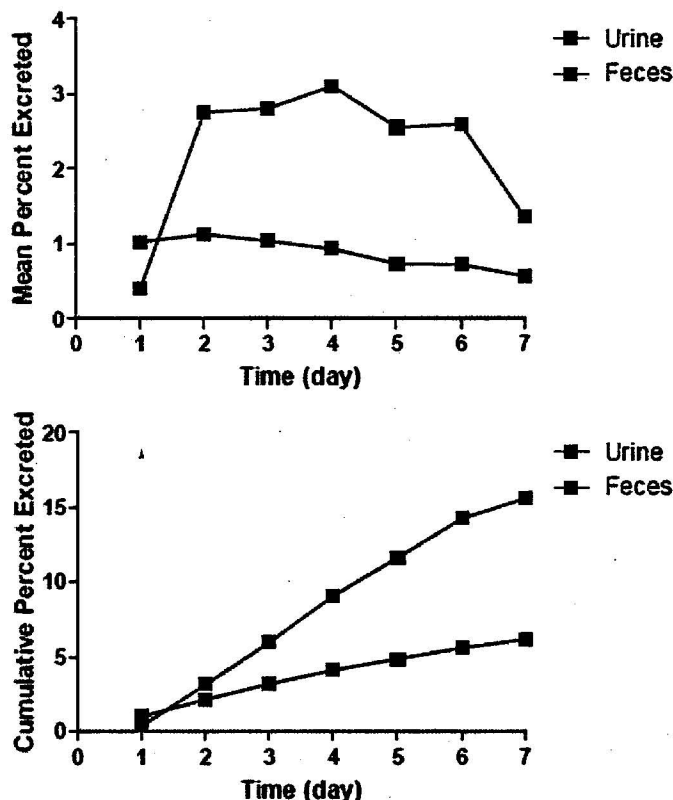 4
Urine
Feces
3
2
1
0
0 1 2 3 4 5 6 7
Mean Percent Excreted
Time (day)
20
Urine
Feces
15
10
5
0
0 1 2 3 4 5 6 7
Cumulative Percent Excreted
Time (day)